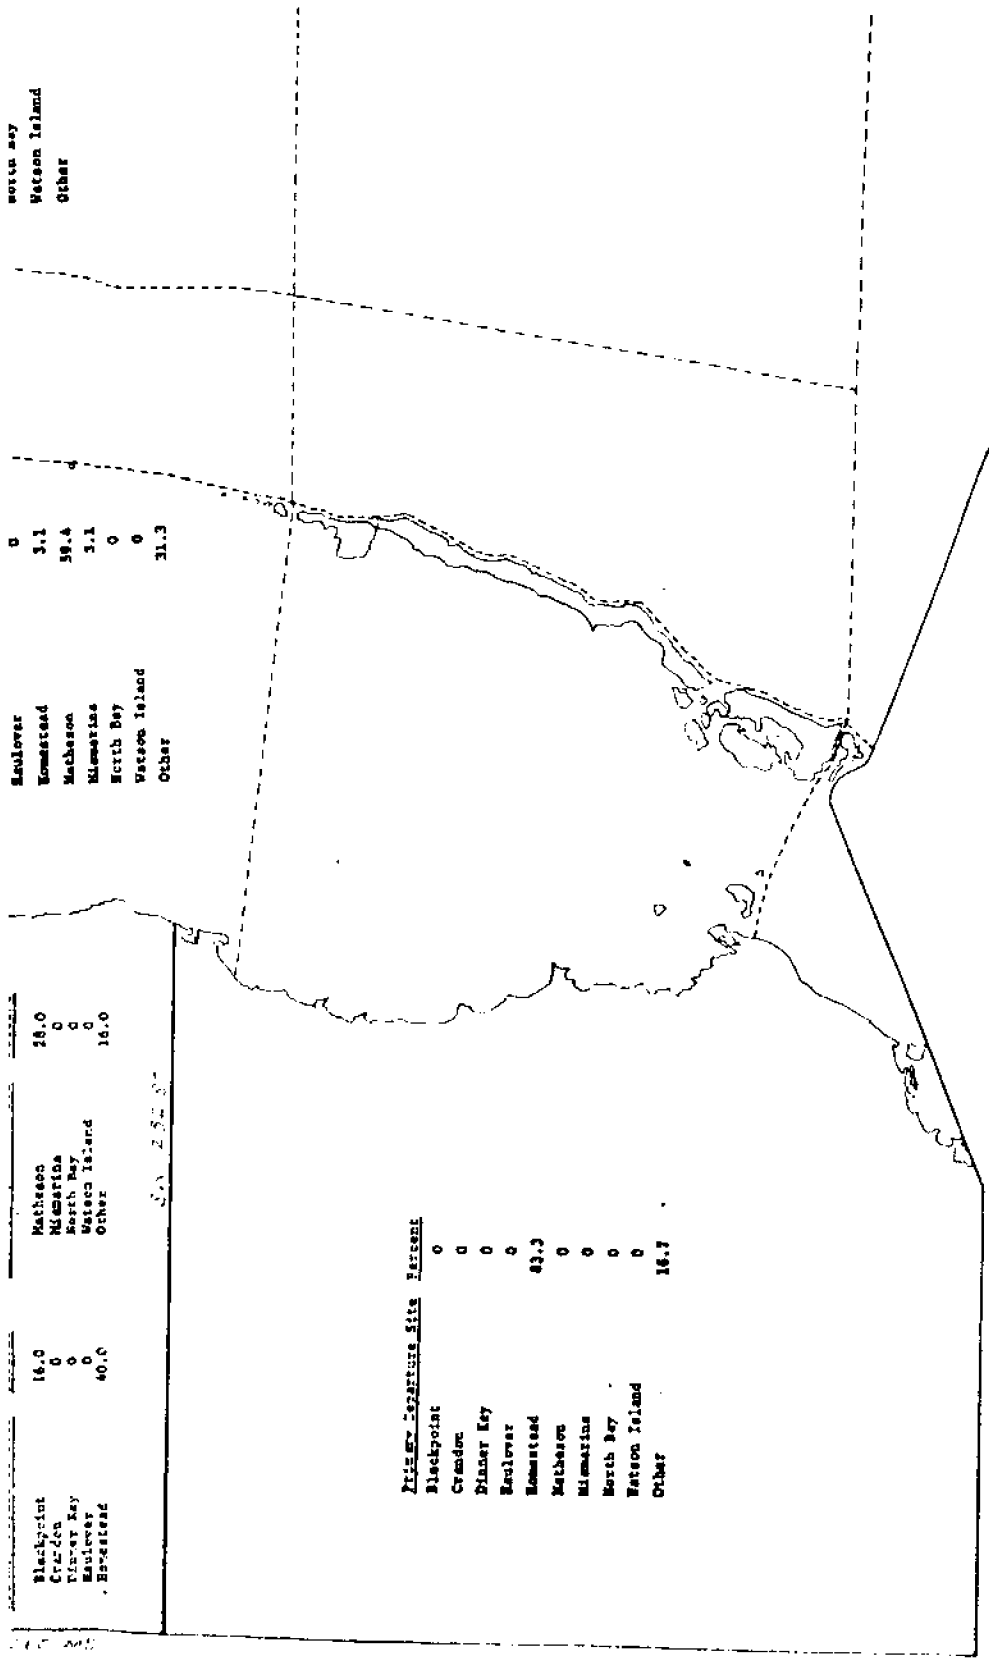 Blackpoint 16.0 Matheson 28.0
0 Miamarina 0
Dinner Key 0 North Bay 0
Haulover 0 Watson Island 0
Homestead 40.0 Other 16.0
Haulover 0
Homestead 3.1
Matheson 59.4
Miamarina 3.1
North Bay 0
Watson Island 0
Other 31.3
North Bay
Watson Island
Other
Primary Departure Site Percent
Blackpoint 0
Crandon 0
Dinner Key 0
Haulover 0
Homestead 83.3
Matheson 0
Miamarina 0
North Bay 0
Watson Island 0
Other 16.7